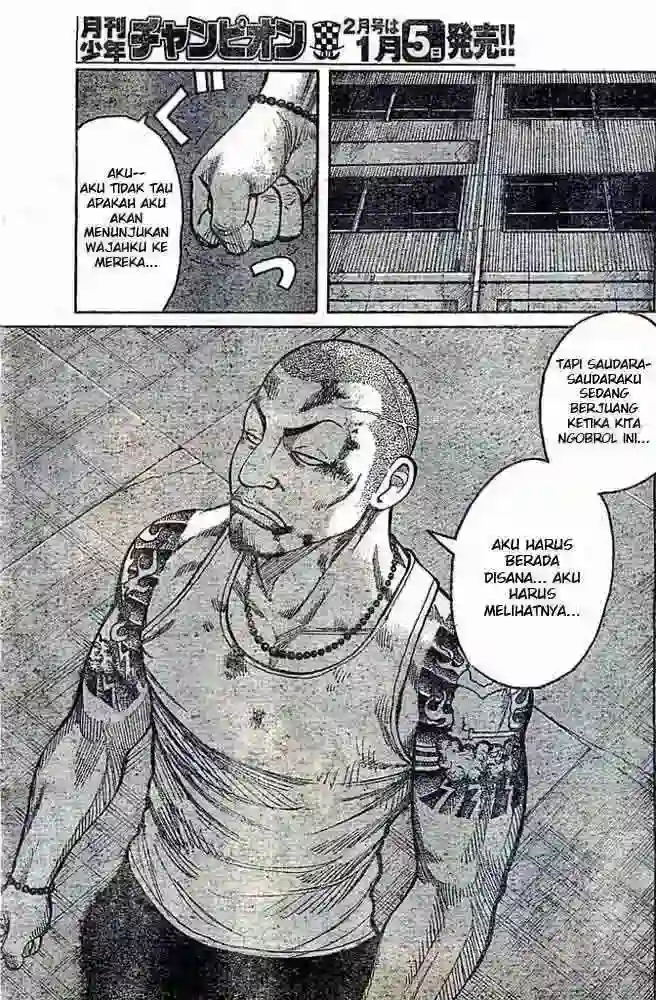 月刊
少年
チャンピオン
2月号は
1月5日発売!!
AKU--
AKU TIDAK TAU
APAKAH AKU
AKAN
MENUNJUKAN
WAJAHKU KE
MEREKA...
ぐ
っ
TAPI SAUDARA-
SAUDARAKU
SEDANG
BERJUANG
KETIKA KITA
NGOBROL INI...
AKU HARUS
BERADA
DISANA... AKU
HARUS
MELIHATNYA...